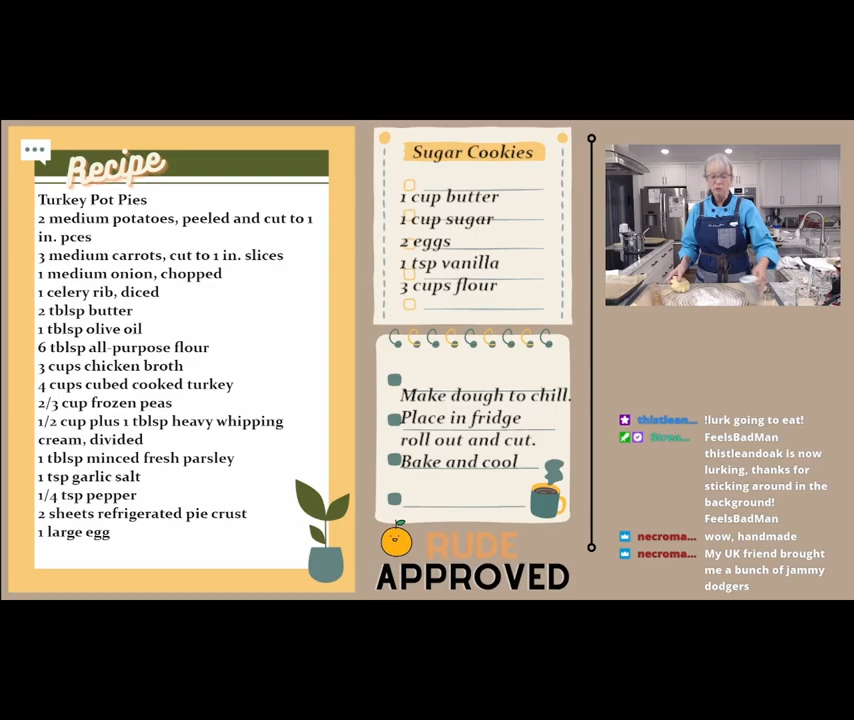 Recipe
Turkey Pot Pies
2 medium potatoes, peeled and cut to 1
in. pces
3 medium carrots, cut to 1 in. slices
1 medium onion, chopped
1 celery rib, diced
2 tblsp butter
1 tblsp olive oil
6 tblsp all-purpose flour
3 cups chicken broth
4 cups cubed cooked turkey
2/3 cup frozen peas
1/2 cup plus 1 tblsp heavy whipping
cream, divided
1 tblsp minced fresh parsley
1 tsp garlic salt
1/4 tsp pepper
2 sheets refrigerated pie crust
1 large egg
Sugar Cookies
1 cup butter
1 cup sugar
2 eggs
1 tsp vanilla
3 cups flour
Make dough to chill.
Place in fridge
roll out and cut.
Bake and cool
RUDE
APPROVED
thistlean... !lurk going to eat!
Strea... FeelsBadMan
thistleandoak is now
lurking, thanks for
sticking around in the
background!
FeelsBadMan
necroma... wow, handmade
necroma... My UK friend brought
me a bunch of jammy
dodgers